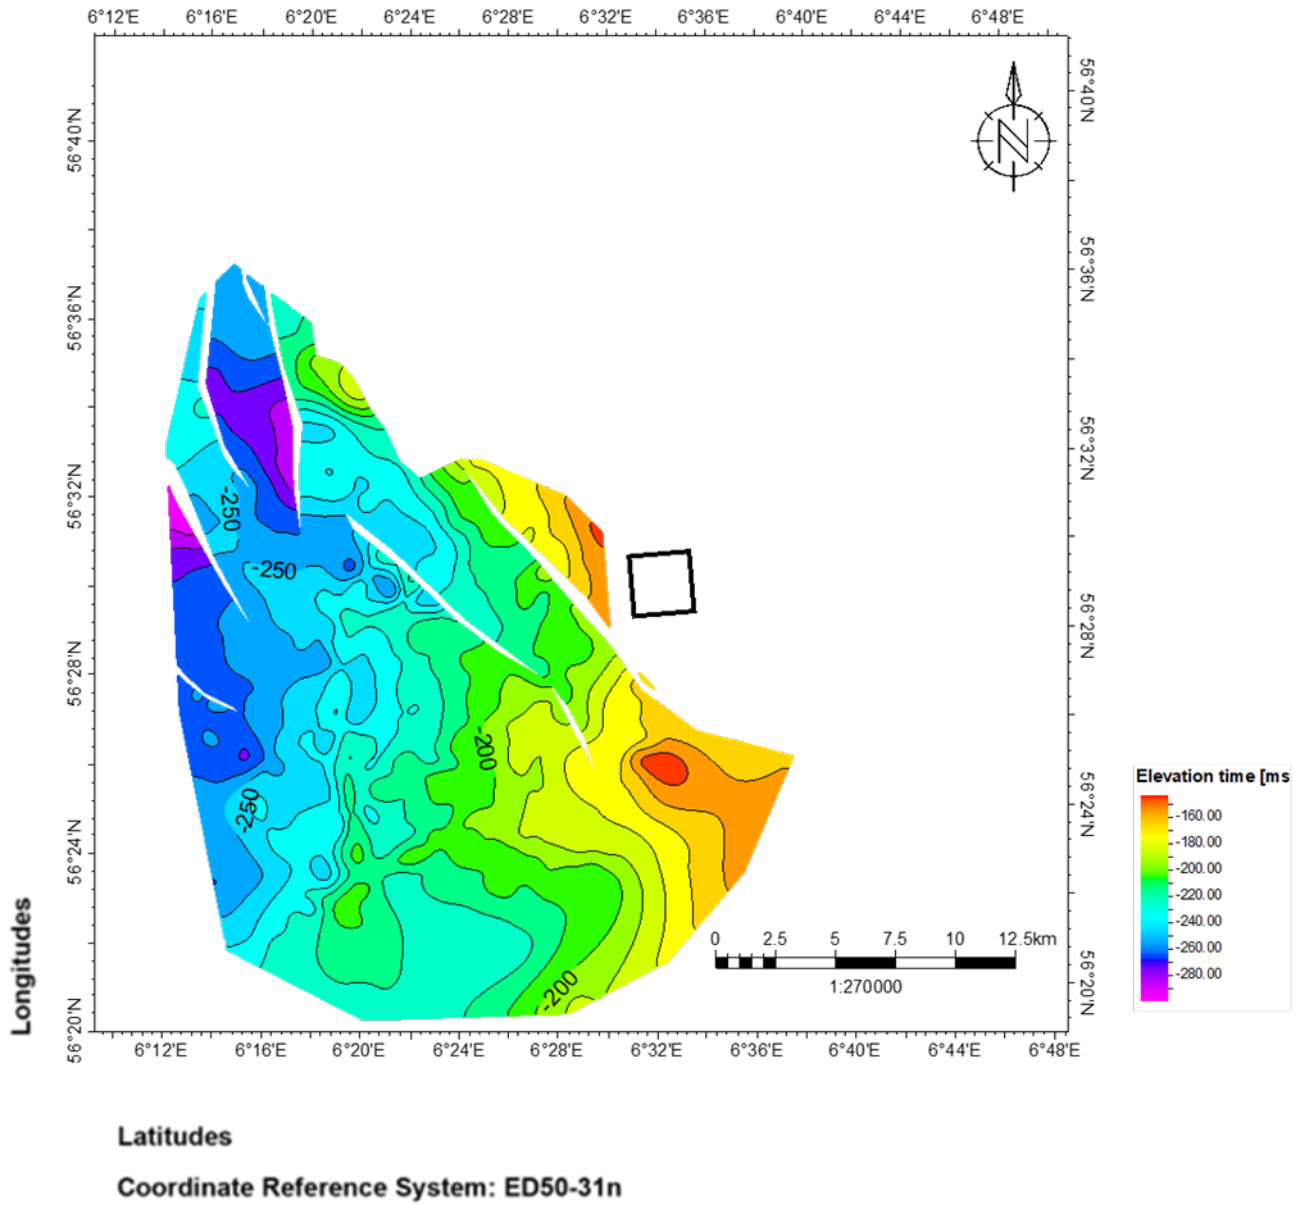 6°12'E 6°16'E 6°20'E 6°24'E 6°28'E 6°32'E 6°36'E 6°40'E 6°44'E 6°48'E
56°40'N
56°40'N
N
56°36'N
56°36'N
56°32'N
56°32'N
-250
-250
56°28'N
56°28'N
-200
Elevation time [ms
-160.00
-180.00
-200.00
-220.00
-240.00
-260.00
-280.00
56°24'N
-250
56°24'N
0 2.5 5 7.5 10 12.5km
1:270000
Longitudes
-200
56°20'N
56°20'N
6°12'E 6°16'E 6°20'E 6°24'E 6°28'E 6°32'E 6°36'E 6°40'E 6°44'E 6°48'E
Latitudes
Coordinate Reference System: ED50-31n